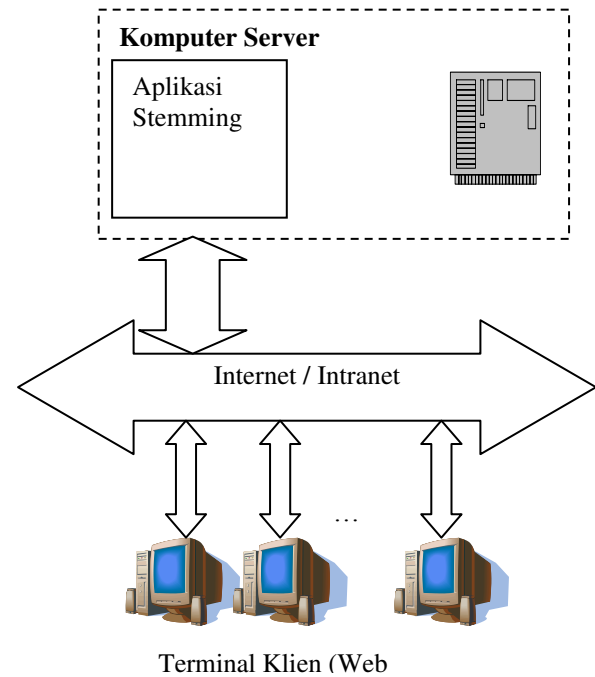 Komputer Server
Aplikasi
Stemming
Internet / Intranet
…
Terminal Klien (Web